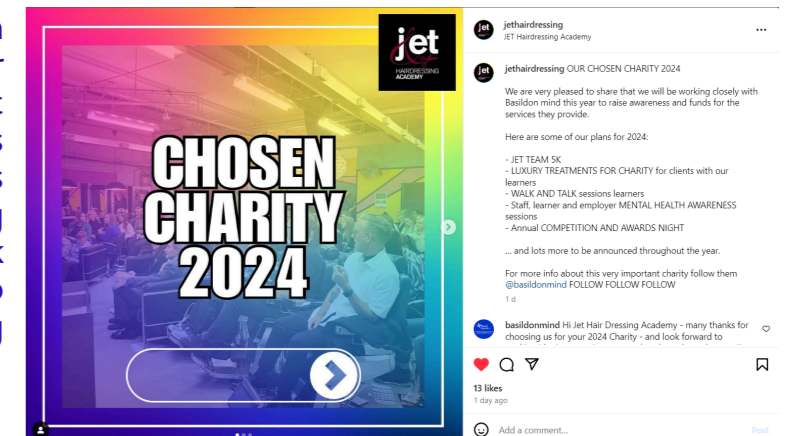 jet
HAIRDRESSING
ACADEMY
CHOSEN
CHARITY
2024
jethairdressing
JET Hairdressing Academy
jethairdressing OUR CHOSEN CHARITY 2024
We are very pleased to share that we will be working closely with
Basildon mind this year to raise awareness and funds for the
services they provide.
Here are some of our plans for 2024:
- JET TEAM 5K
- LUXURY TREATMENTS FOR CHARITY for clients with our
learners
- WALK AND TALK sessions learners
- Staff, learner and employer MENTAL HEALTH AWARENESS
sessions
- Annual COMPETITION AND AWARDS NIGHT
... and lots more to be announced throughout the year.
For more info about this very important charity follow them
@basildonmind FOLLOW FOLLOW FOLLOW
1 d
basildonmind Hi Jet Hair Dressing Academy - many thanks for
choosing us for your 2024 Charity - and look forward to
13 likes
1 day ago
Add a comment...
Post